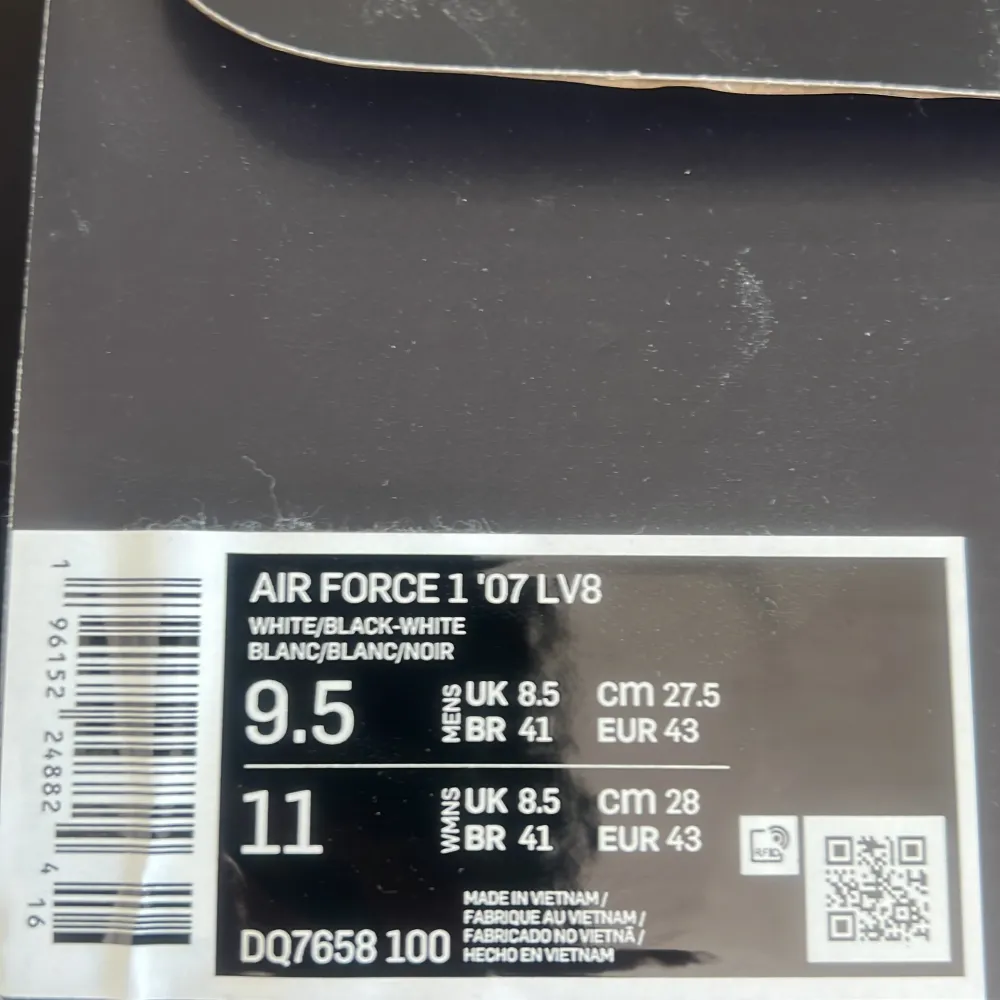 1 96152 24882 4 16
AIR FORCE 1 '07 LV8
WHITE/BLACK-WHITE
BLANC/BLANC/NOIR
9.5 MENS UK 8.5 cm 27.5
BR 41 EUR 43
11 WMNS UK 8.5 cm 28
BR 41 EUR 43
RFID
DQ7658 100
MADE IN VIETNAM /
FABRIQUE AU VIETNAM /
FABRICADO NO VIETNÃ /
HECHO EN VIETNAM